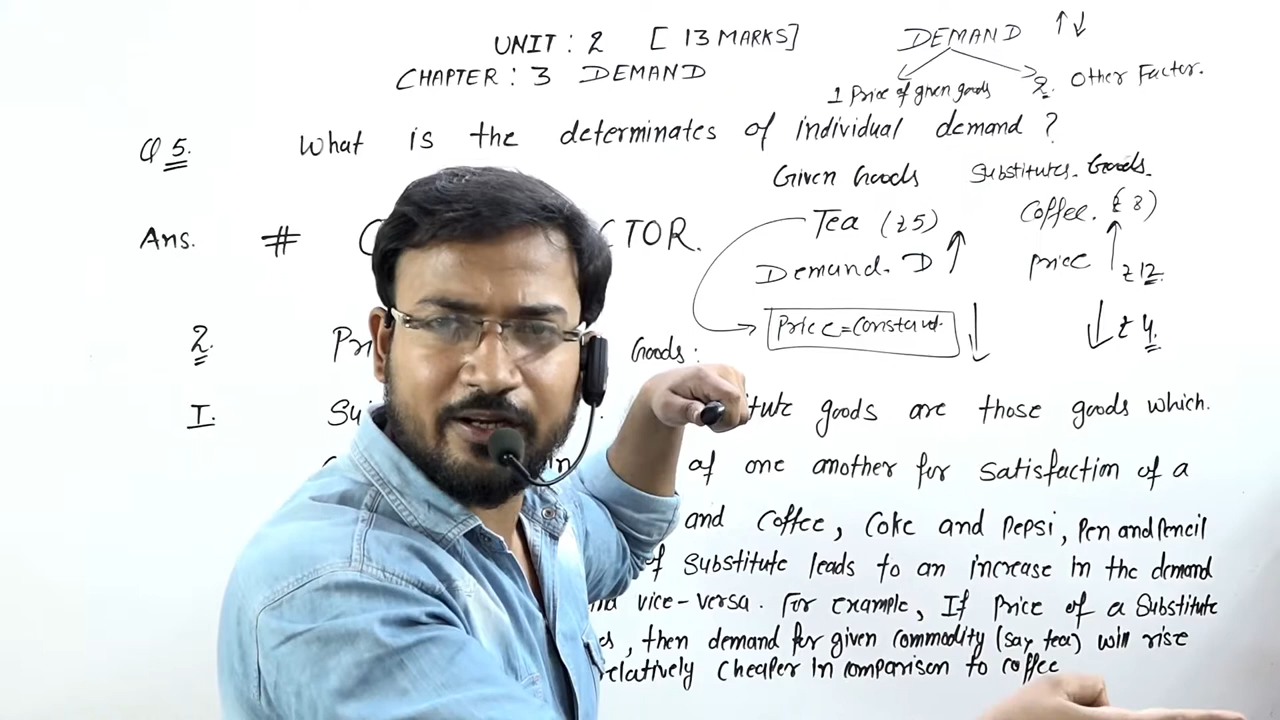 UNIT : 2 [ 13 MARKS]
CHAPTER : 3 DEMAND
DEMAND ↑↓
1 Price of given goods
2. Other Factor.
Q 5. What is the determinates of individual demand ?
Given Goods
Substitutes Goods
Ans. # CTOR.
Tea (₹5)
Coffee. (₹8)
Demand. D ↑
Price ↑ ₹12
Price=Constant. ↓
↓ ₹4.
2. Goods :
I. goods are those goods which.
of one another for satisfaction of a
and coffee, Coke and Pepsi, Pen and Pencil
of substitute leads to an increase in the demand
vice-versa. For example, If Price of a Substitute
, then demand for given commodity (say tea) will rise
relatively cheaper in comparison to coffee